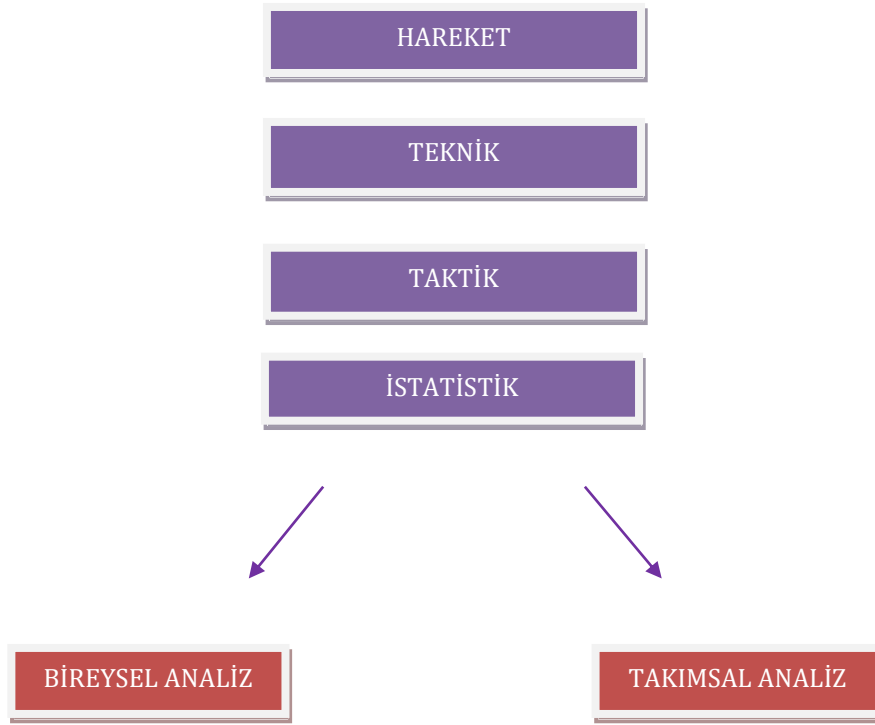 HAREKET
TEKNİK
TAKTİK
İSTATİSTİK
BİREYSEL ANALİZ
TAKIMSAL ANALİZ